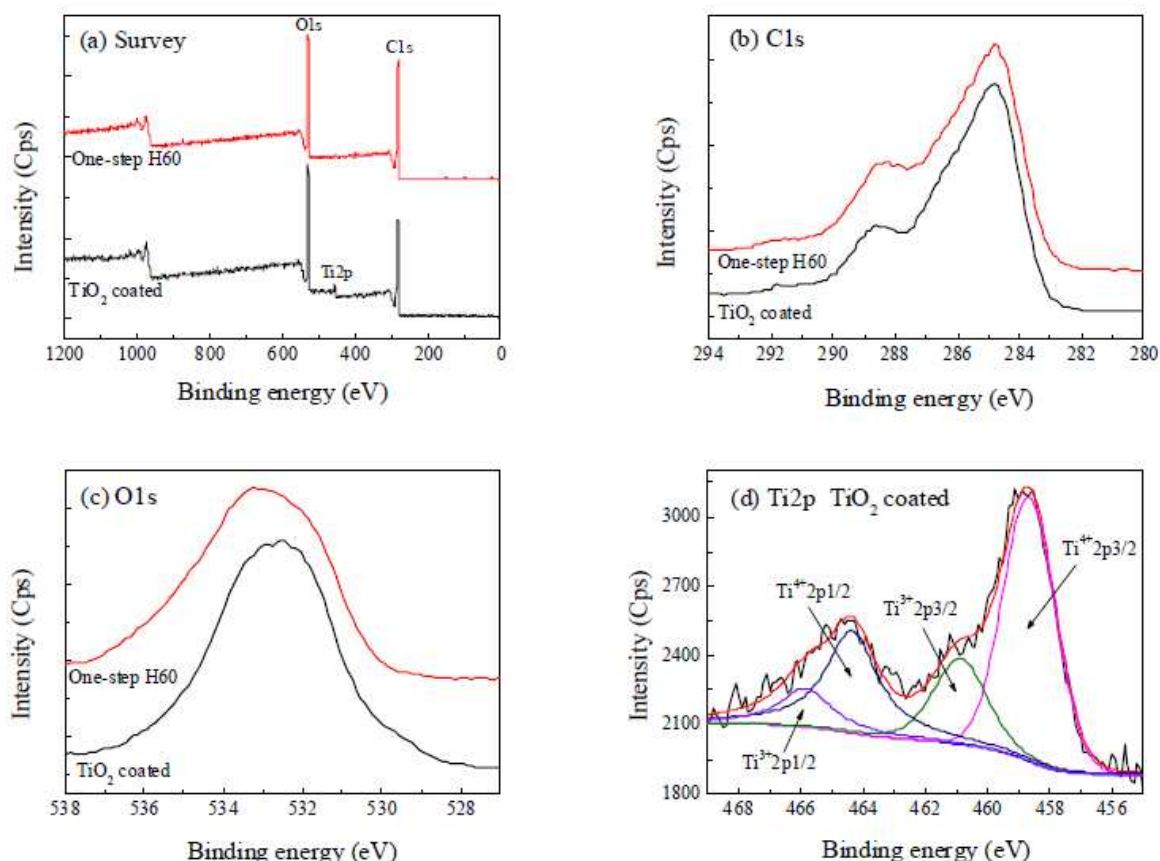 (a) Survey
O1s
C1s
One-step H60
Ti2p
TiO₂ coated
Intensity (Cps)
1200 1000 800 600 400 200 0
Binding energy (eV)
(b) C1s
One-step H60
TiO₂ coated
Intensity (Cps)
294 292 290 288 286 284 282 280
Binding energy (eV)
(c) O1s
One-step H60
TiO₂ coated
Intensity (Cps)
538 536 534 532 530 528
Binding energy (eV)
(d) Ti2p TiO₂ coated
Ti⁴⁺2p3/2
Ti⁴⁺2p1/2
Ti³⁺2p3/2
Ti³⁺2p1/2
Intensity (Cps)
3000
2700
2400
2100
1800
468 466 464 462 460 458 456
Binding energy (eV)